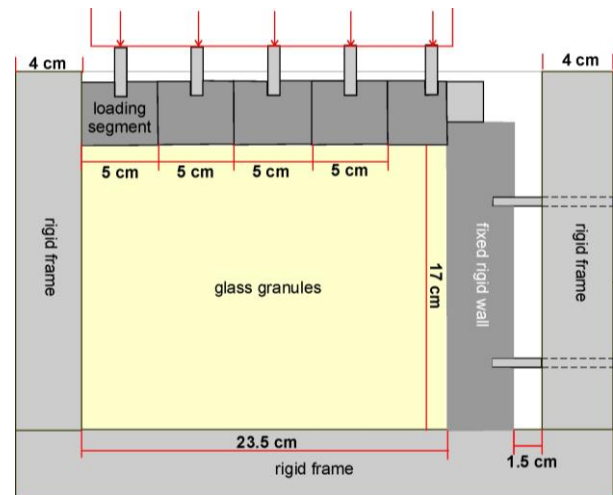 4 cm
4 cm
loading
segment
5 cm
5 cm
5 cm
5 cm
rigid frame
glass granules
17 cm
fixed rigid wall
rigid frame
23.5 cm
1.5 cm
rigid frame